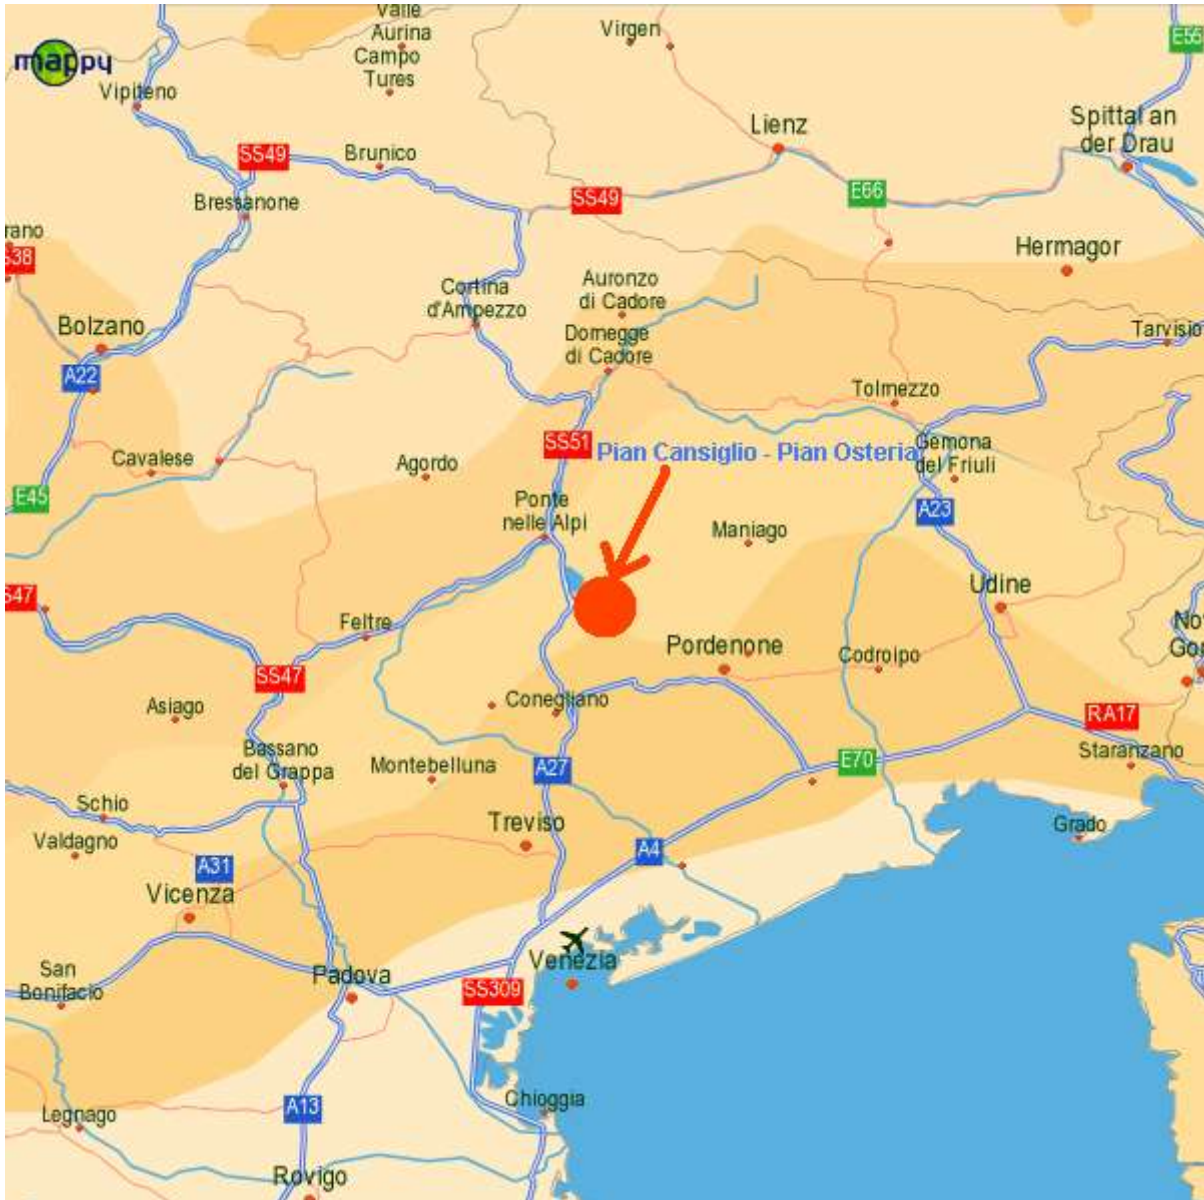 Valle
Aurina
Campo
Tures
Virgen
E55
mappy
Vipiteno
Lienz
Spittal an
der Drau
SS49
Brunico
Bressanone
SS49
E66
rano
S38
Hermagor
Auronzo
di Cadore
Cortina
d'Ampezzo
Domegge
di Cadore
Bolzano
Tarvisio
A22
Tolmezzo
SS51
Pian Cansiglio - Pian Osteria
Gemona
del Friuli
Cavalese
Agordo
E45
Ponte
nelle Alpi
A23
Maniago
S47
Udine
Feltre
No
Gor
Pordenone
Codroipo
SS47
Asiago
Conegliano
RA17
Bassano
del Grappa
Montebelluna
A27
E70
Staranzano
Schio
Treviso
Grado
Valdagno
A4
A31
Vicenza
San
Bonifacio
Padova
Venezia
SS309
Legnago
A13
Chioggia
Rovigo